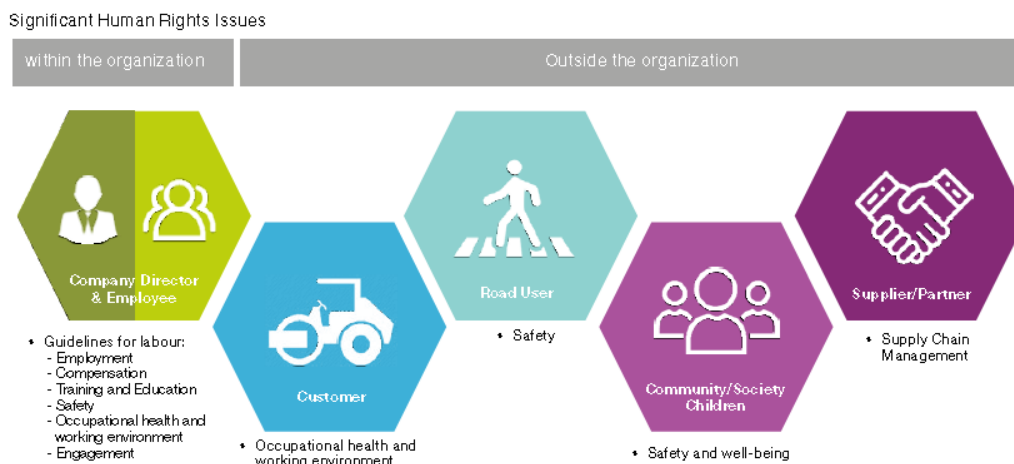 Significant Human Rights Issues
within the organization
Outside the organization
Company Director
& Employee
• Guidelines for labour:
- Employment
- Compensation
- Training and Education
- Safety
- Occupational health and
working environment
- Engagement
Customer
• Occupational health and
working environment
Road User
• Safety
Community/Society
Children
• Safety and well-being
Supplier/Partner
• Supply Chain
Management